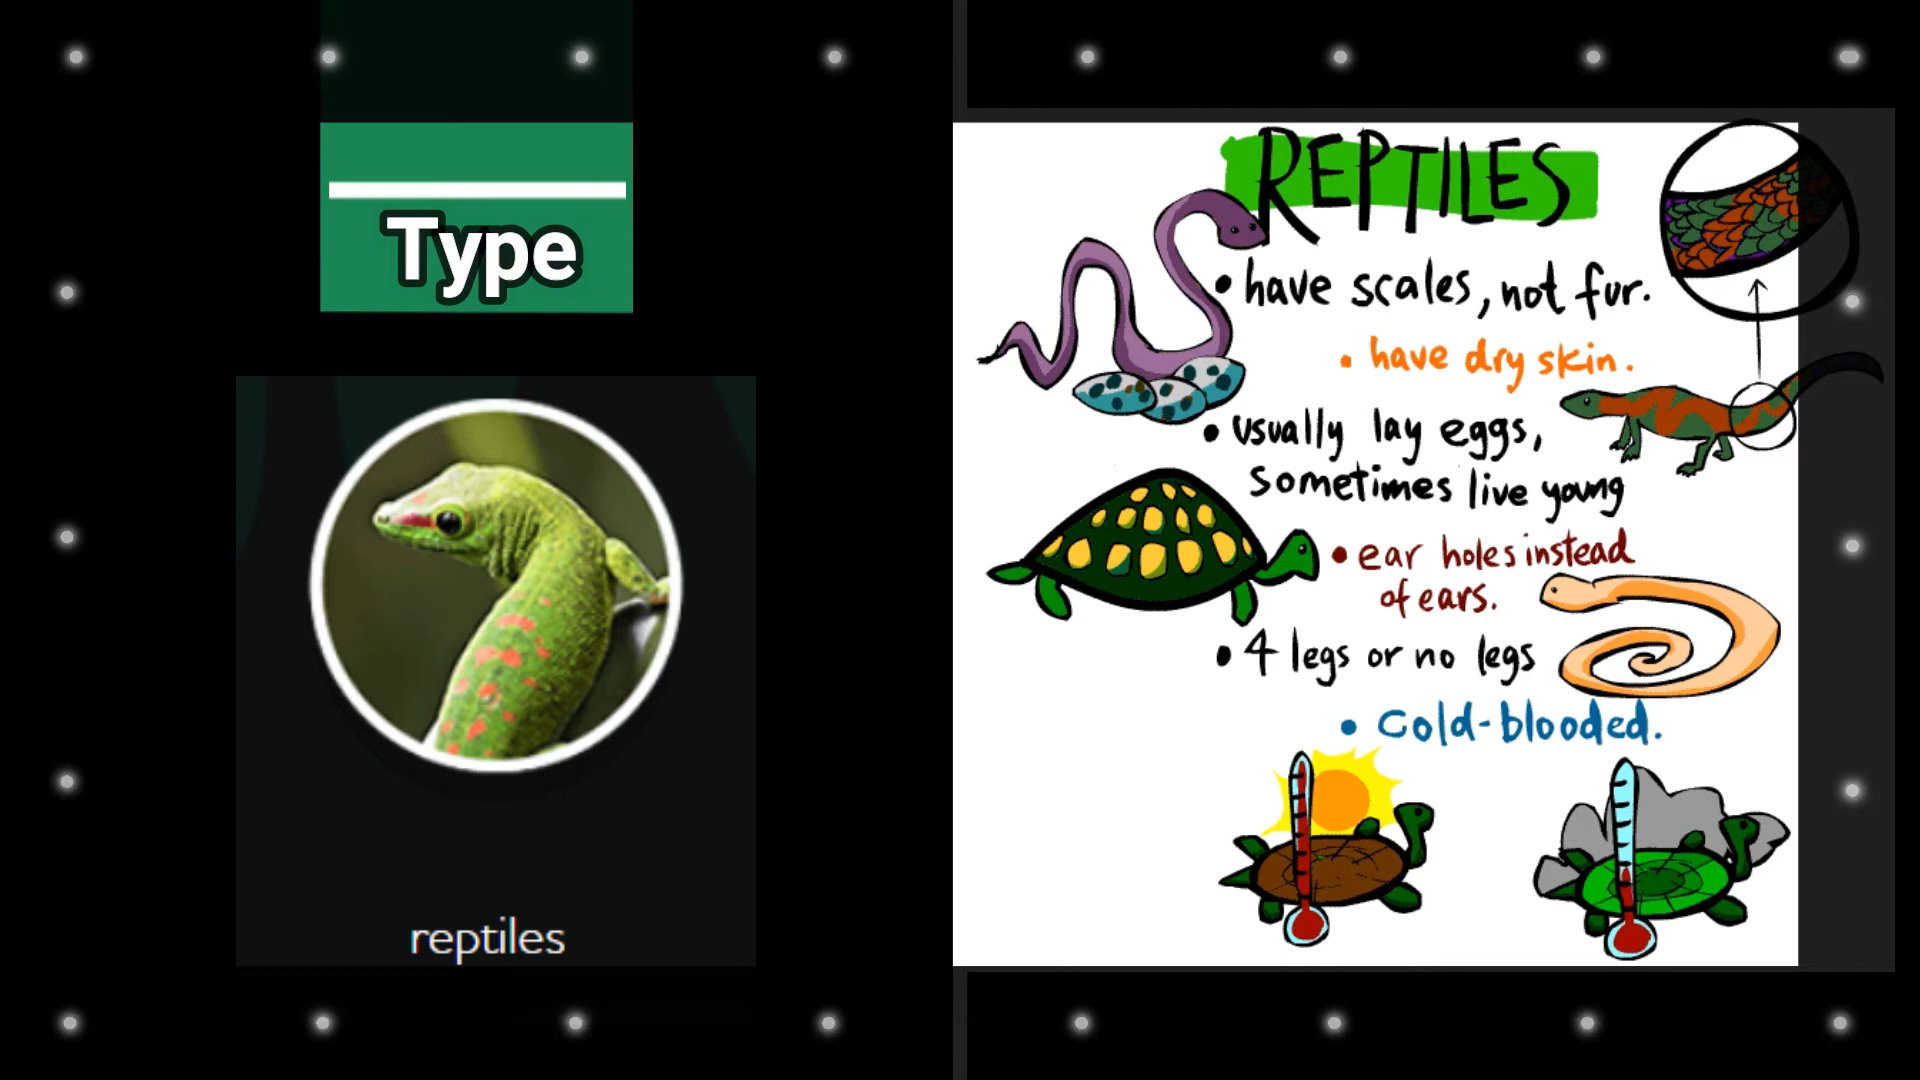 Type
reptiles
REPTILES
• have scales, not fur.
• have dry skin.
• usually lay eggs,
sometimes live young
• ear holes instead
of ears.
• 4 legs or no legs
• Cold-blooded.